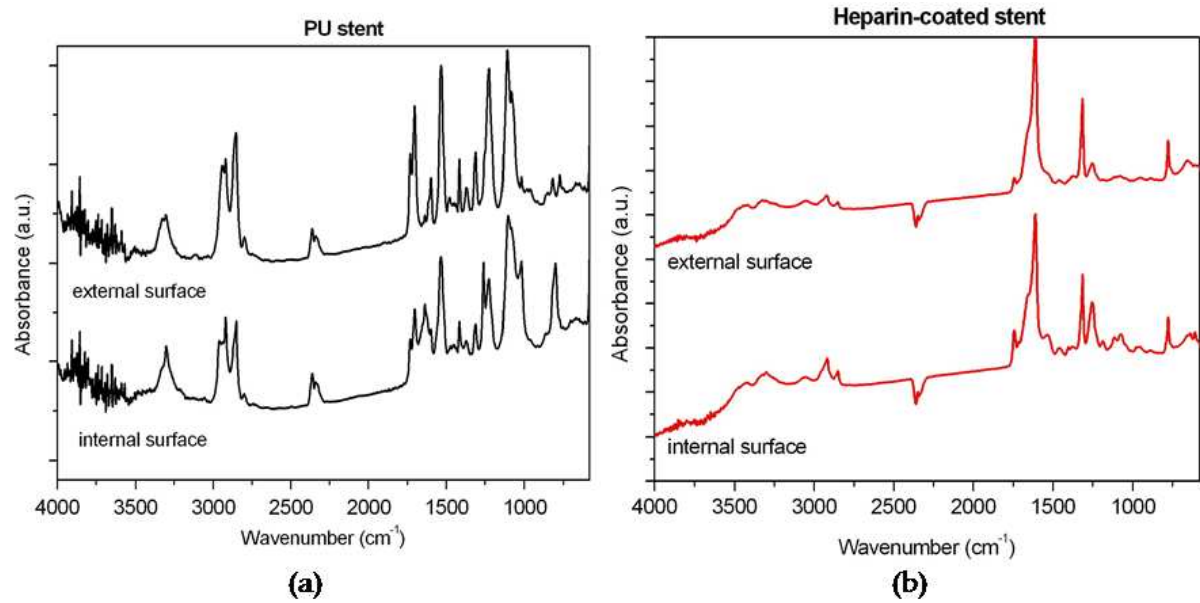 PU stent
Absorbance (a.u.)
external surface
internal surface
4000 3500 3000 2500 2000 1500 1000
Wavenumber (cm-1)
(a)
Heparin-coated stent
Absorbance (a.u.)
external surface
internal surface
4000 3500 3000 2500 2000 1500 1000
Wavenumber (cm-1)
(b)